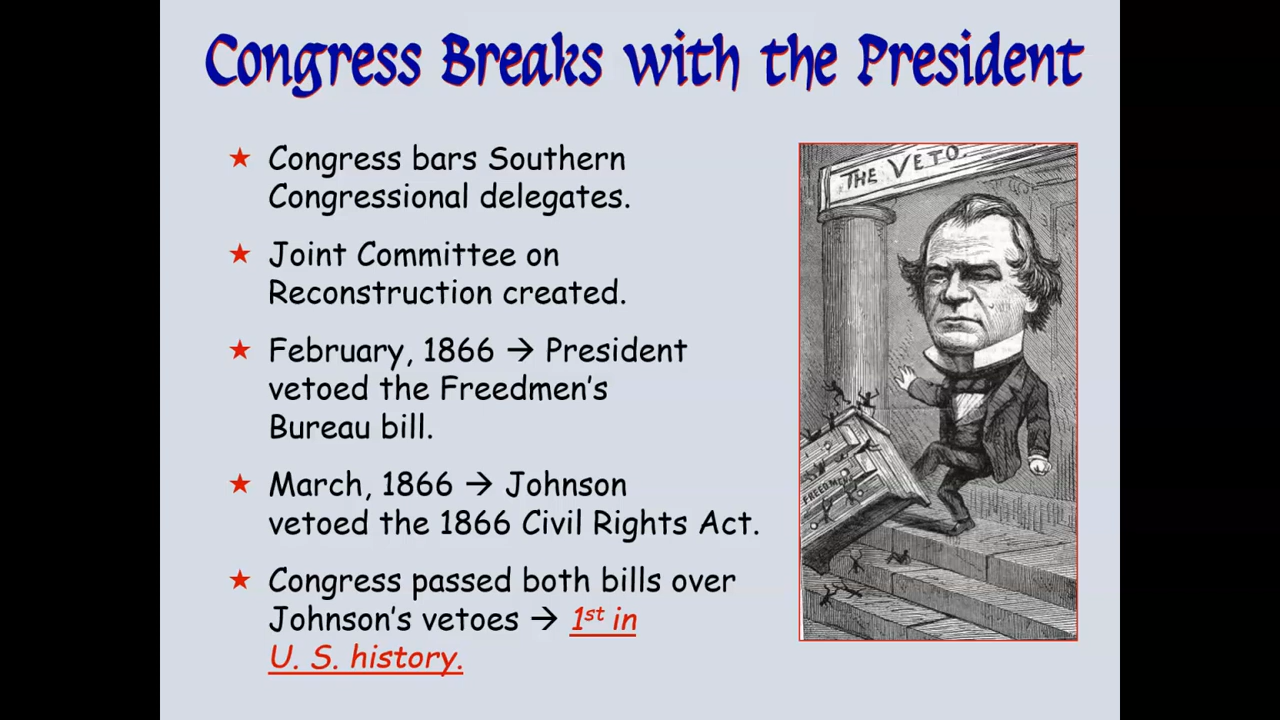 Congress Breaks with the President
★ Congress bars Southern
Congressional delegates.
★ Joint Committee on
Reconstruction created.
★ February, 1866 → President
vetoed the Freedmen’s
Bureau bill.
★ March, 1866 → Johnson
vetoed the 1866 Civil Rights Act.
★ Congress passed both bills over
Johnson’s vetoes → 1st in
U. S. history.
THE VETO.
FREEDMEN